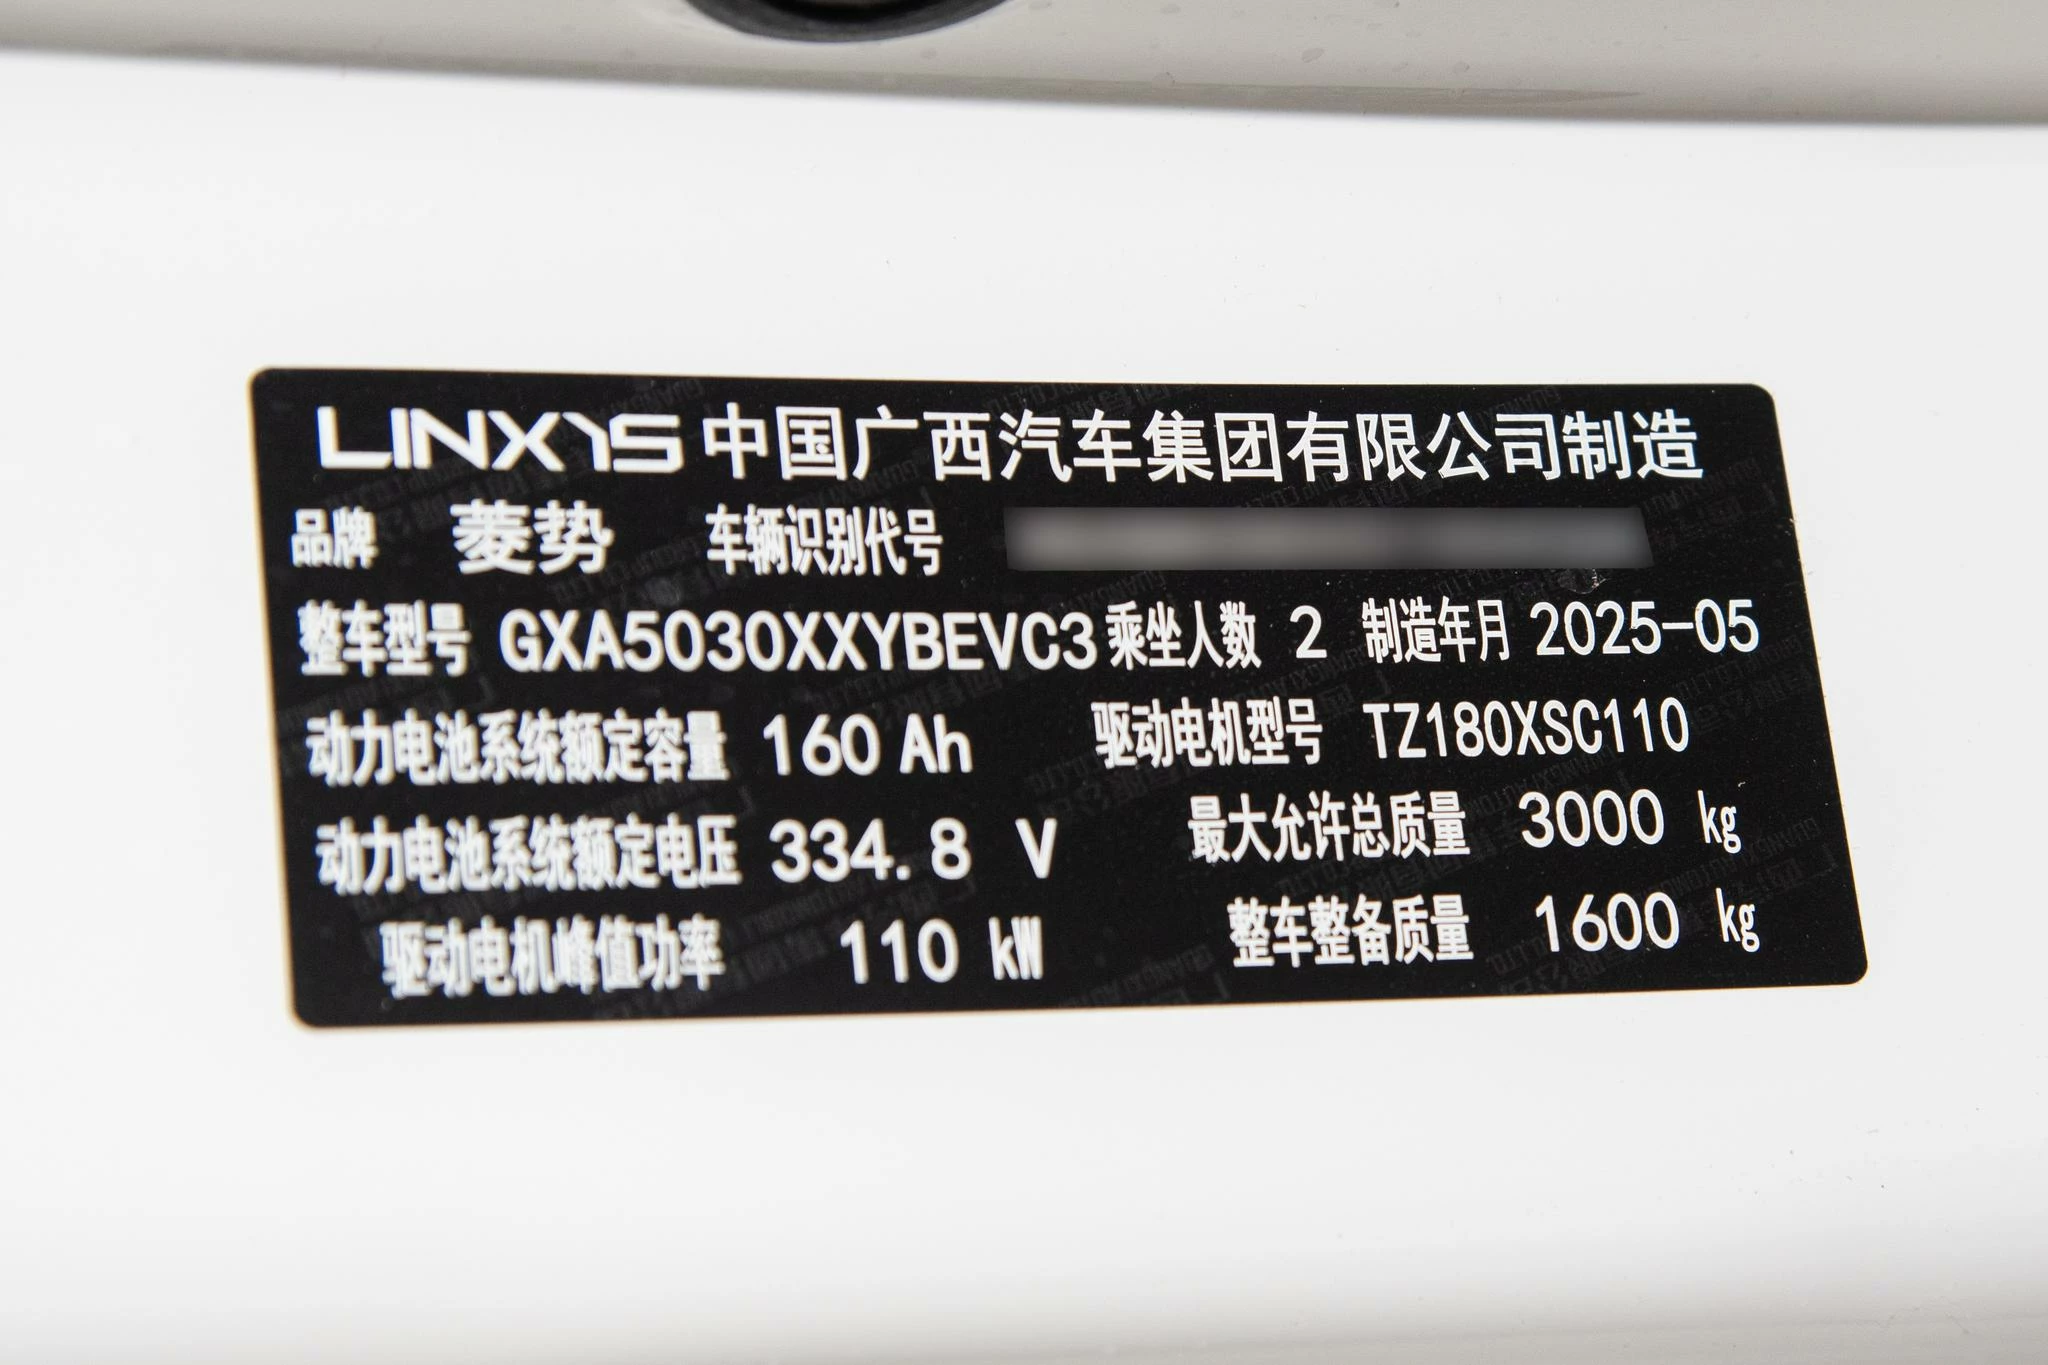 LINXYS 中国广西汽车集团有限公司制造
品牌 菱势 车辆识别代号
整车型号 GXA5030XXYBEVC3 乘坐人数 2 制造年月 2025-05
动力电池系统额定容量 160 Ah 驱动电机型号 TZ180XSC110
动力电池系统额定电压 334.8 V 最大允许总质量 3000 kg
驱动电机峰值功率 110 kW 整车整备质量 1600 kg